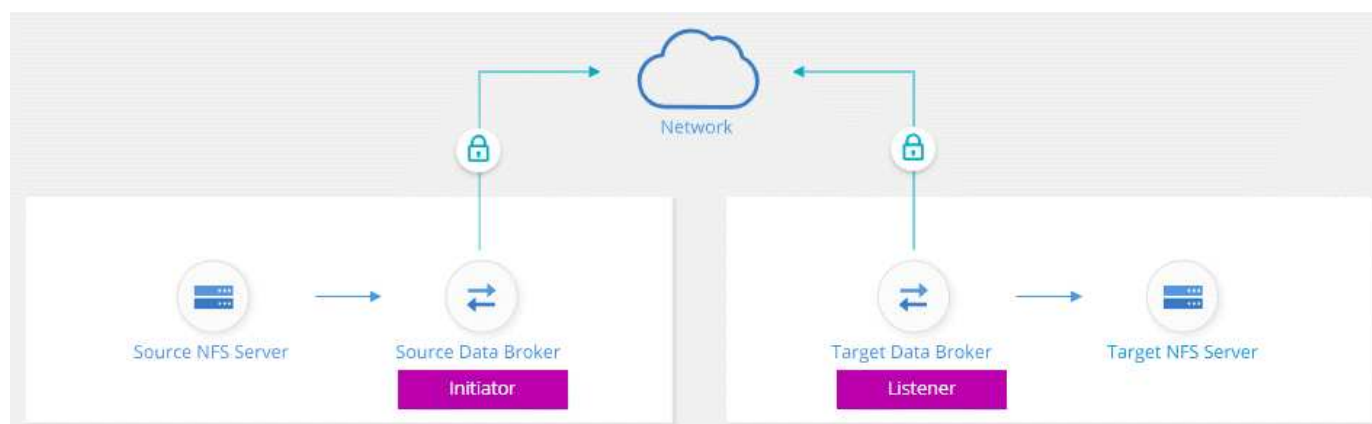 Network
Source NFS Server
Source Data Broker
Target Data Broker
Target NFS Server
Initiator
Listener